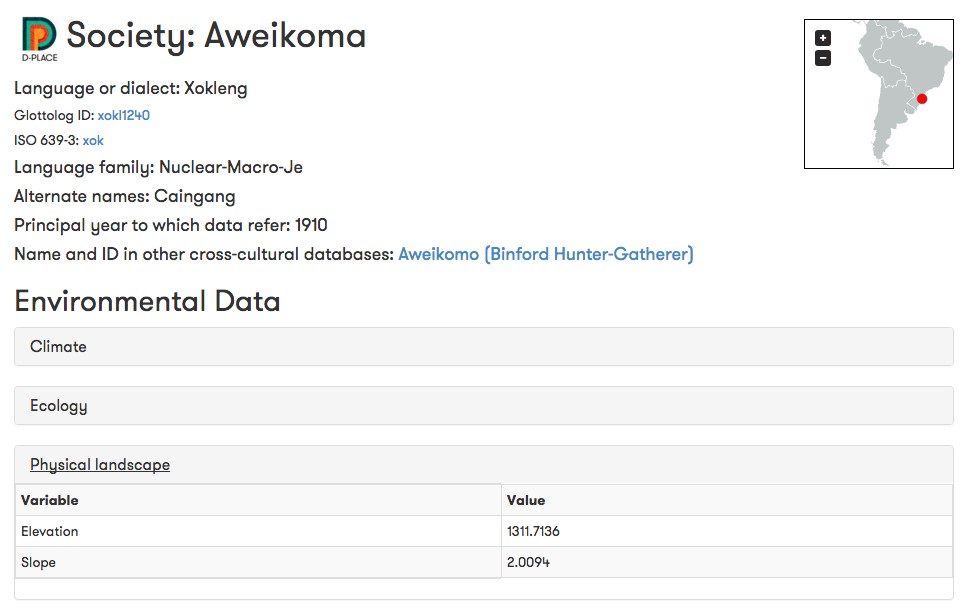 D-PLACE
Society: Aweikoma
Language or dialect: Xokleng
Glottolog ID: xokl1240
ISO 639-3: xok
Language family: Nuclear-Macro-Je
Alternate names: Caingang
Principal year to which data refer: 1910
Name and ID in other cross-cultural databases: Aweikomo (Binford Hunter-Gatherer)
+
−
Environmental Data
Climate
Ecology
Physical landscape
Variable Value
Elevation 1311.7136
Slope 2.0094